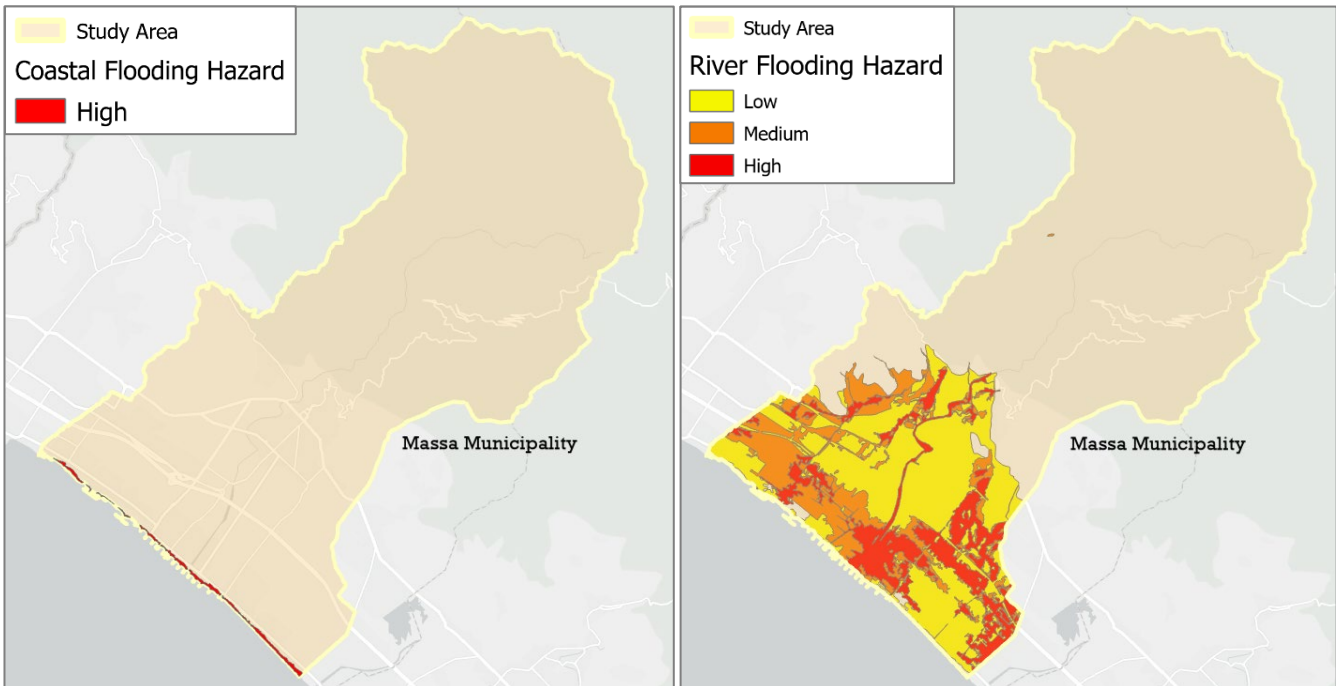 Study Area
Coastal Flooding Hazard
High
Massa Municipality
Study Area
River Flooding Hazard
Low
Medium
High
Massa Municipality